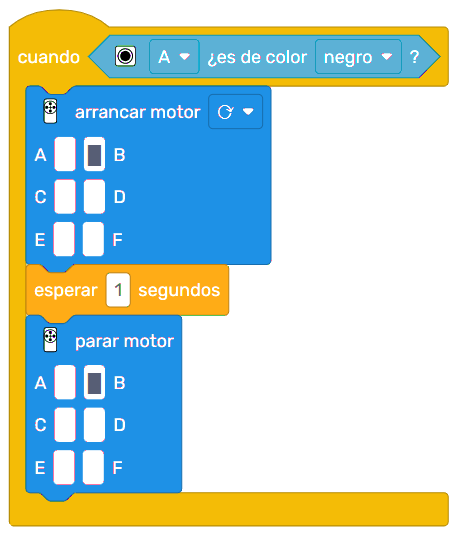 cuando A ¿es de color negro ?
arrancar motor
A B
C D
E F
esperar 1 segundos
parar motor
A B
C D
E F